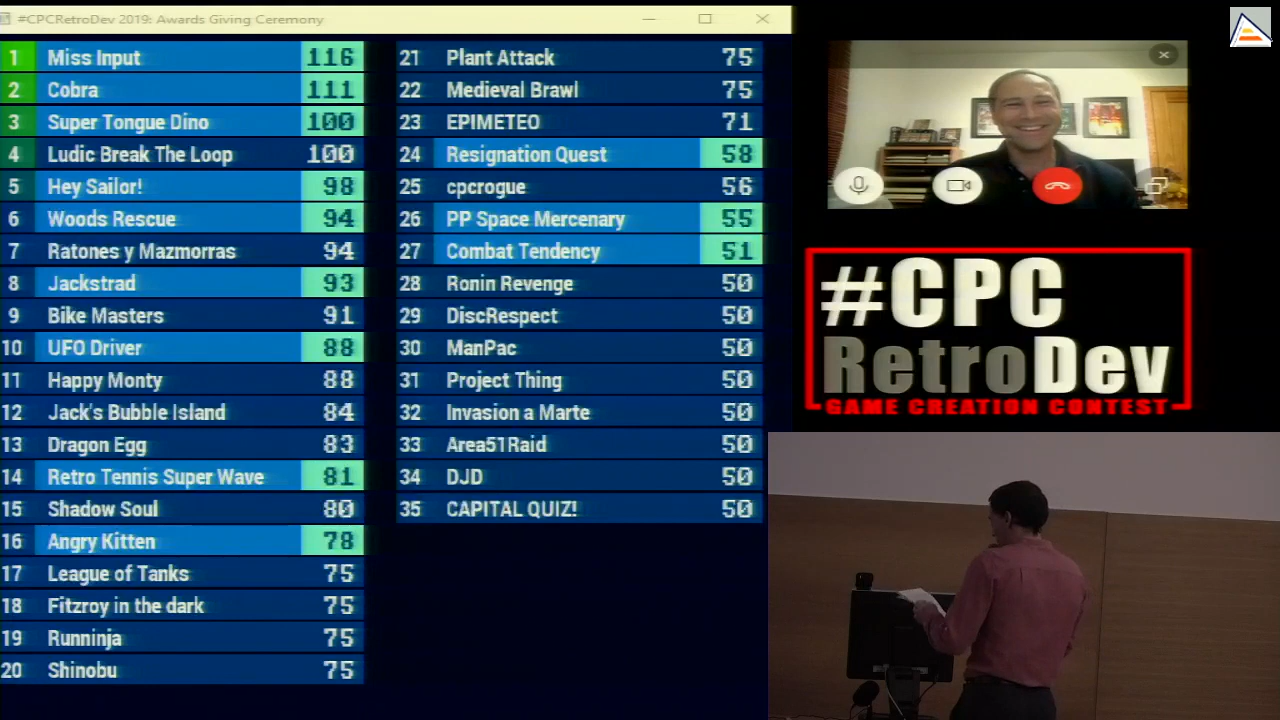 #CPCRetroDev 2019: Awards Giving Ceremony
1 Miss Input 116
2 Cobra 111
3 Super Tongue Dino 100
4 Ludic Break The Loop 100
5 Hey Sailor! 98
6 Woods Rescue 94
7 Ratones y Mazmorras 94
8 Jackstrad 93
9 Bike Masters 91
10 UFO Driver 88
11 Happy Monty 88
12 Jack's Bubble Island 84
13 Dragon Egg 83
14 Retro Tennis Super Wave 81
15 Shadow Soul 80
16 Angry Kitten 78
17 League of Tanks 75
18 Fitzroy in the dark 75
19 Runninja 75
20 Shinobu 75
21 Plant Attack 75
22 Medieval Brawl 75
23 EPIMETEO 71
24 Resignation Quest 58
25 cpcrogue 56
26 PP Space Mercenary 55
27 Combat Tendency 51
28 Ronin Revenge 50
29 DiscRespect 50
30 ManPac 50
31 Project Thing 50
32 Invasion a Marte 50
33 Area51Raid 50
34 DJD 50
35 CAPITAL QUIZ! 50
#CPC
RetroDev
GAME CREATION CONTEST